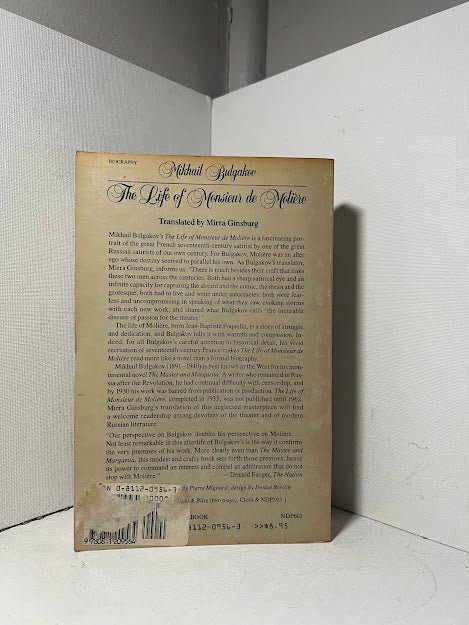 BIOGRAPHY
Mikhail Bulgakov
The Life of Monsieur de Molière
Translated by Mirra Ginsburg
Mikhail Bulgakov's The Life of Monsieur de Molière is a fascinating por-
trait of the great French seventeenth-century satirist by one of the great
Russian satirists of our own century. For Bulgakov, Molière was an alter
ego whose destiny seemed to parallel his own. As Bulgakov's translator,
Mirra Ginsburg, informs us: "There is much besides their craft that links
these two men across the centuries. Both had a sharp satirical eye and an
infinite capacity for capturing the absurd and the comic, the mean and the
grotesque; both had to live and write under autocracies; both were fear-
less and uncompromising in speaking of what they saw, evoking storms
with each new work; and shared what Bulgakov calls 'the incurable
disease of passion for the theater.'"
The life of Molière, born Jean-Baptiste Poquelin, is a story of struggle
and dedication, and Bulgakov tells it with warmth and compassion. In-
deed, for all Bulgakov's careful attention to historical detail, his vivid
recreation of seventeenth-century France makes The Life of Monsieur de
Molière read more like a novel than a formal biography.
Mikhail Bulgakov (1891–1940) is best known in the West for his mon-
umental novel The Master and Margarita. A writer who remained in Rus-
sia after the Revolution, he had continual difficulty with censorship, and
by 1930 his work was banned from publication or production. The Life of
Monsieur de Molière, completed in 1933, was not published until 1962.
Mirra Ginsburg's translation of this neglected masterpiece will find
a welcome readership among devotees of the theater and of modern
Russian literature.
"Our perspective on Bulgakov doubles his perspective on Molière.
Not least remarkable in this afterlife of Bulgakov's is the way it confirms
the very premises of his work. More clearly even than The Master and
Margarita, this modest and crafty book sets forth those promises; hence
its power to command an interest and compel an admiration that do not
stop with Molière." —Donald Fanger, The Nation
by Pierre Mignard; design by Denise Breslin
0-8112-0956-3
& Bliss (two plays), Cloth & NDP593.
BOOK
NDP601
8112-0956-3 >>$8.95